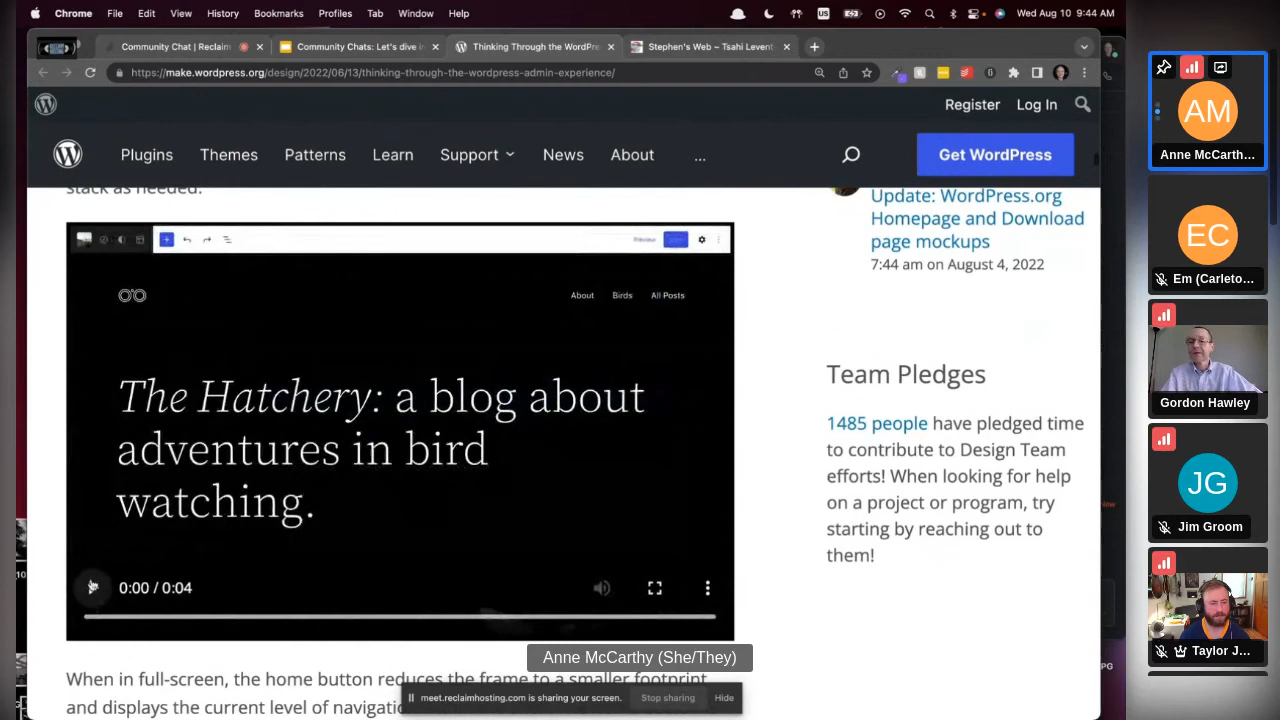 Chrome File Edit View History Bookmarks Profiles Tab Window Help
US Wed Aug 10 9:44 AM
Community Chat | Reclaim
Community Chats: Let's dive i
Thinking Through the WordPre
Stephen's Web ~ Tsahi Levent
https://make.wordpress.org/design/2022/06/13/thinking-through-the-wordpress-admin-experience/
Register Log In
Plugins Themes Patterns Learn Support News About ...
Get WordPress
stack as needed.
Preview
About Birds All Posts
The Hatchery: a blog about
adventures in bird
watching.
0:00 / 0:04
When in full-screen, the home button reduces the frame to a smaller footprint
and displays the current level of navigatio
Update: WordPress.org
Homepage and Download
page mockups
7:44 am on August 4, 2022
Team Pledges
1485 people have pledged time
to contribute to Design Team
efforts! When looking for help
on a project or program, try
starting by reaching out to
them!
Anne McCarthy (She/They)
meet.reclaimhosting.com is sharing your screen. Stop sharing Hide
AM
Anne McCarth...
EC
Em (Carleto...
Gordon Hawley
JG
Jim Groom
Taylor J...